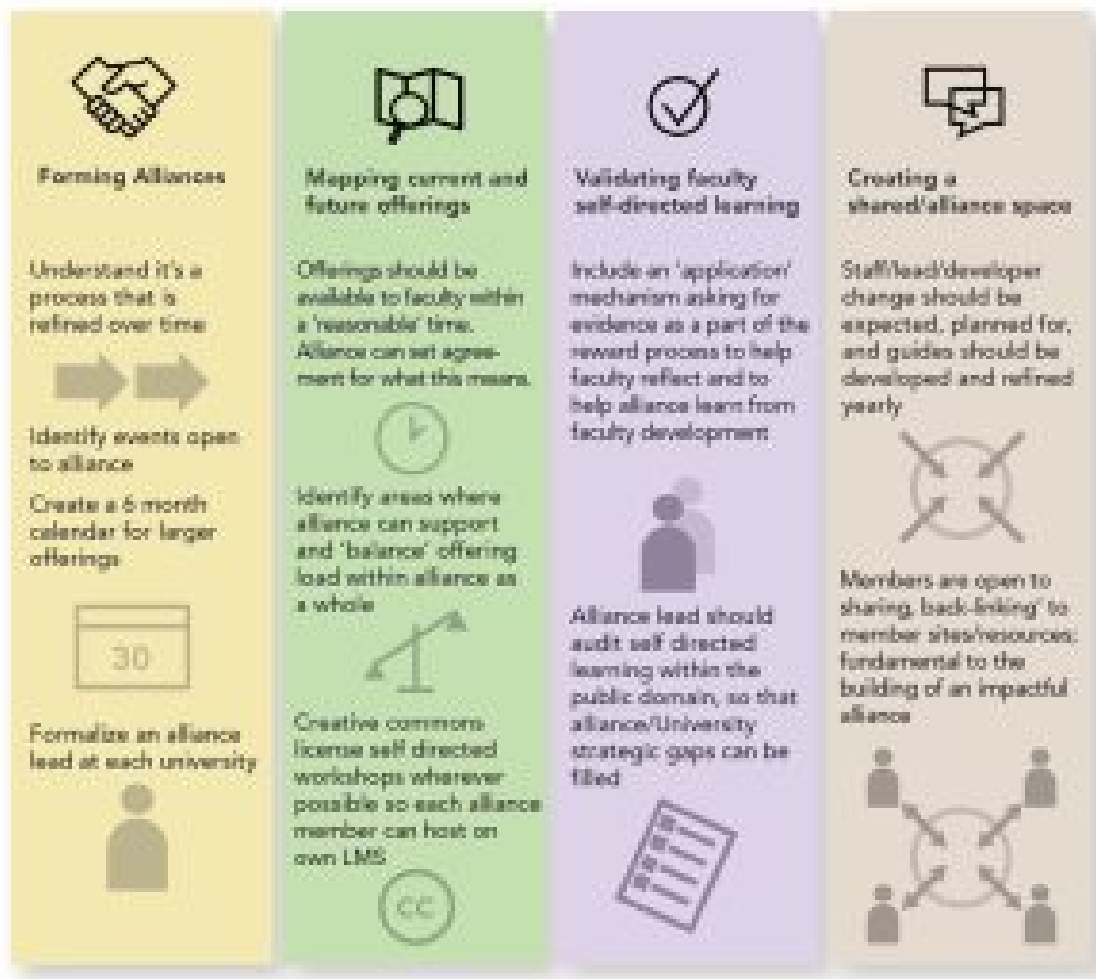 Forming Alliances
Understand it's a
process that is
refined over time
Identify events open
to alliance
Create a 6 month
calendar for larger
offerings
30
Formalize an alliance
lead at each university
Mapping current and
future offerings
Offerings should be
available to faculty within
a 'reasonable' time.
Alliance can set agree-
ment for what this means.
Identify areas where
alliance can support
and 'balance' offering
load within alliance as
a whole
Creative commons
license self directed
workshops wherever
possible so each alliance
member can host on
own LMS
CC
Validating faculty
self-directed learning
Include an 'application'
mechanism asking for
evidence as a part of the
reward process to help
faculty reflect and to
help alliance learn from
faculty development
Alliance lead should
audit self directed
learning within the
public domain, so that
alliance/University
strategic gaps can be
filled
Creating a
shared/alliance space
Staff/lead/developer
change should be
expected, planned for,
and guides should be
developed and refined
yearly
Members are open to
sharing, back-linking' to
member sites/resources;
fundamental to the
building of an impactful
alliance